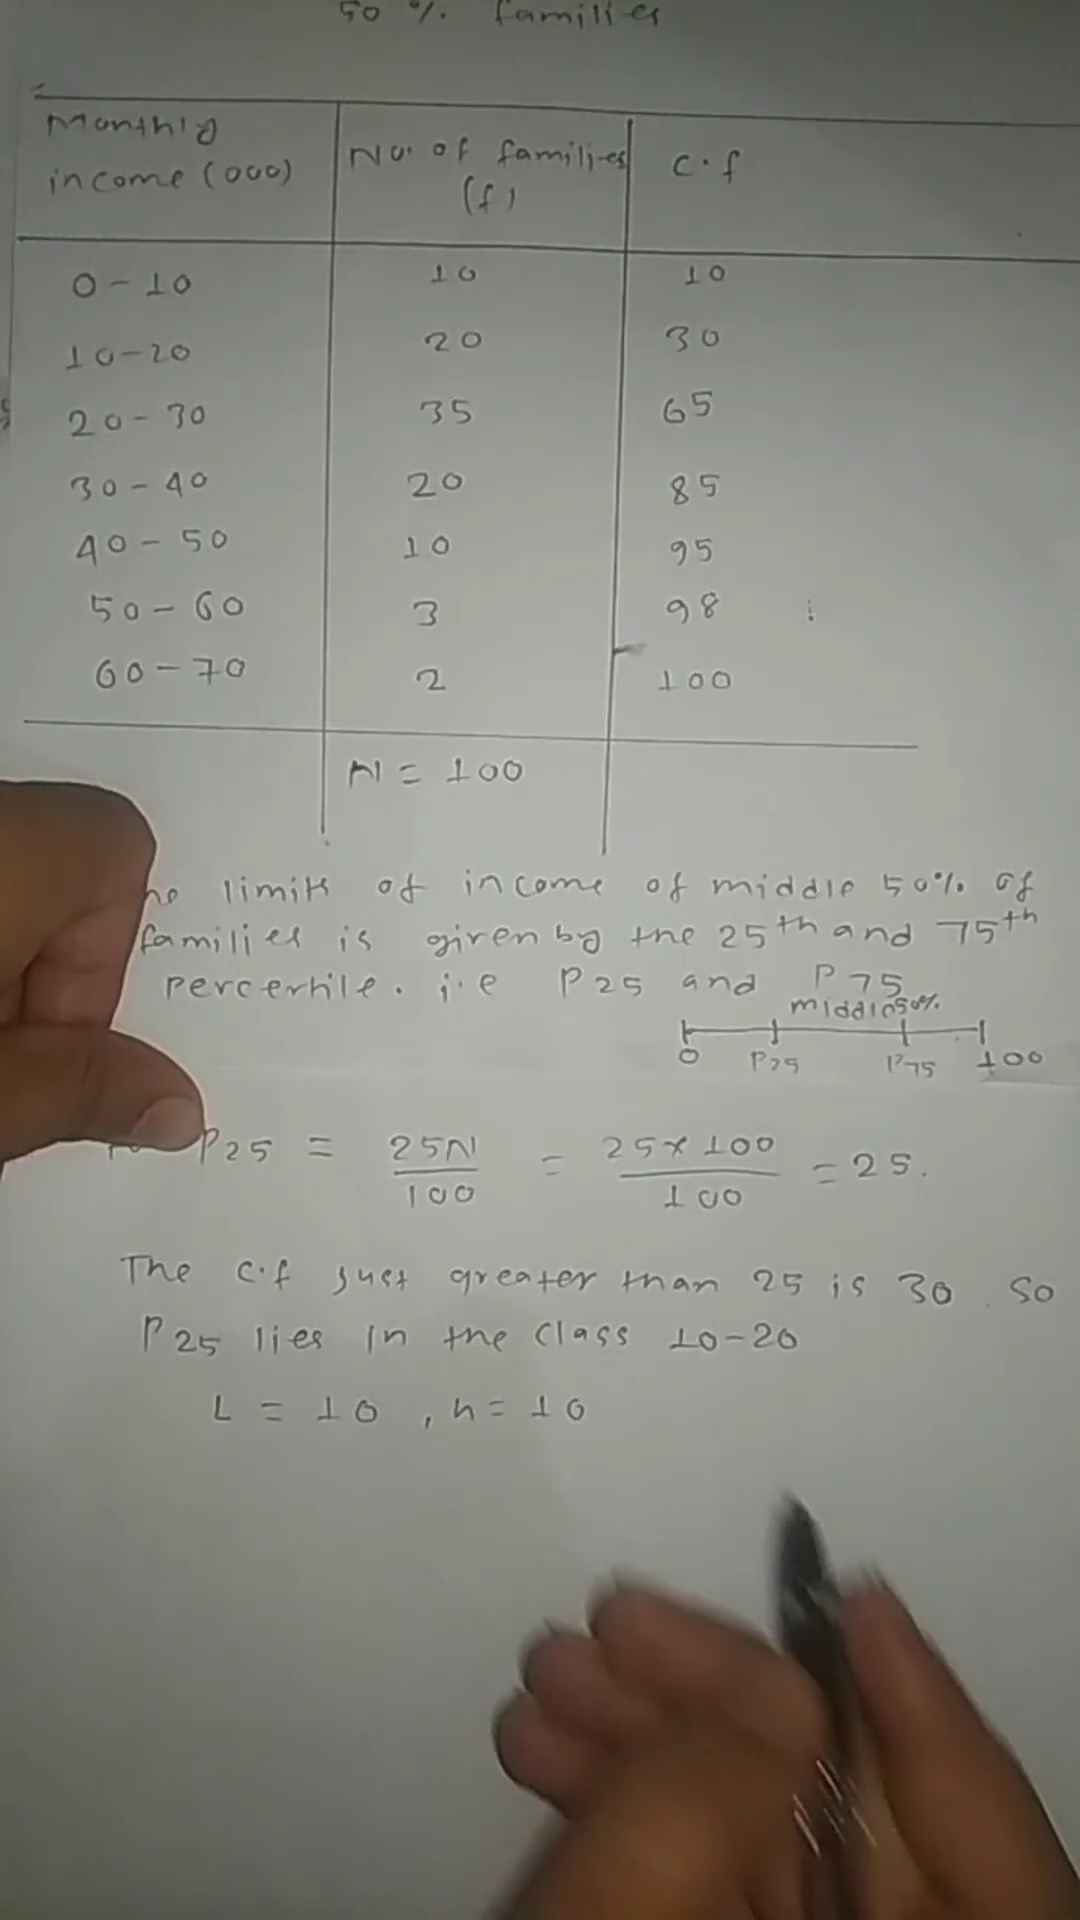 50 % families
Monthly income (000) No. of families (f) c.f
0-10 10 10
10-20 20 30
20-30 35 65
30-40 20 85
40-50 10 95
50-60 3 98
60-70 2 100
N = 100
limits of income of middle 50% of
families is given by the 25th and 75th
percentile. i.e P25 and P75
middle 50%
0 P25 P75 100
P25 = 25N/100 = 25×100/100 = 25.
The c.f just greater than 25 is 30. So
P25 lies in the class 10-20
L = 10, h = 10